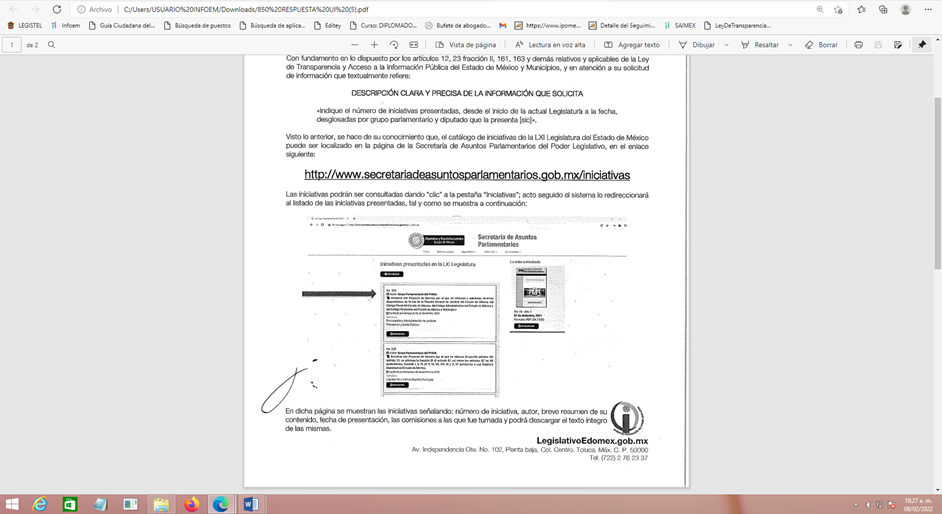 Archivo
C:/Users/USUARIO%20INFOEM/Downloads/850%20RESPUESTA%20UI%20(5).pdf
LEGISTEL
Infoem
Guía Ciudadana del...
Búsqueda de puestos
Búsqueda de aplica...
Editey
Curso: DIPLOMADO...
Bufete de abogado...
https://www.ipome...
Detalle del Seguimi...
SAIMEX
LeyDeTransparencia...
1
de 2
Vista de página
Lectura en voz alta
Agregar texto
Dibujar
Resaltar
Borrar
Con fundamento en lo dispuesto por los artículos 12, 23 fracción II, 161, 163 y demás relativos y aplicables de la Ley
de Transparencia y Acceso a la Información Pública del Estado de México y Municipios, y en atención a su solicitud
de información que textualmente refiere:
DESCRIPCIÓN CLARA Y PRECISA DE LA INFORMACIÓN QUE SOLICITA
«Indique el número de iniciativas presentadas, desde el inicio de la actual Legislatura a la fecha,
desglosadas por grupo parlamentario y diputado que la presenta [sic]».
Visto lo anterior, se hace de su conocimiento que, el catálogo de iniciativas de la LXI Legislatura del Estado de México
puede ser localizado en la página de la Secretaría de Asuntos Parlamentarios del Poder Legislativo, en el enlace
siguiente:
http://www.secretariadeasuntosparlamentarios.gob.mx/iniciativas
Las iniciativas podrán ser consultadas dando "clic" a la pestaña "Iniciativas"; acto seguido el sistema lo redireccionará
al listado de las iniciativas presentadas, tal y como se muestra a continuación:
Secretaría de Asuntos
Parlamentarios
Iniciativas presentadas en la LXI Legislatura
En dicha página se muestran las iniciativas señalando: número de iniciativa, autor, breve resumen de su
contenido, fecha de presentación, las comisiones a las que fue turnada y podrá descargar el texto íntegro
de las mismas.
LegislativoEdomex.gob.mx
Av. Independencia Ote. No. 102, Planta baja, Col. Centro. Toluca, Méx. C. P. 50000
Tel. (722) 2 76 23 37
10:27 a. m.
08/02/2022